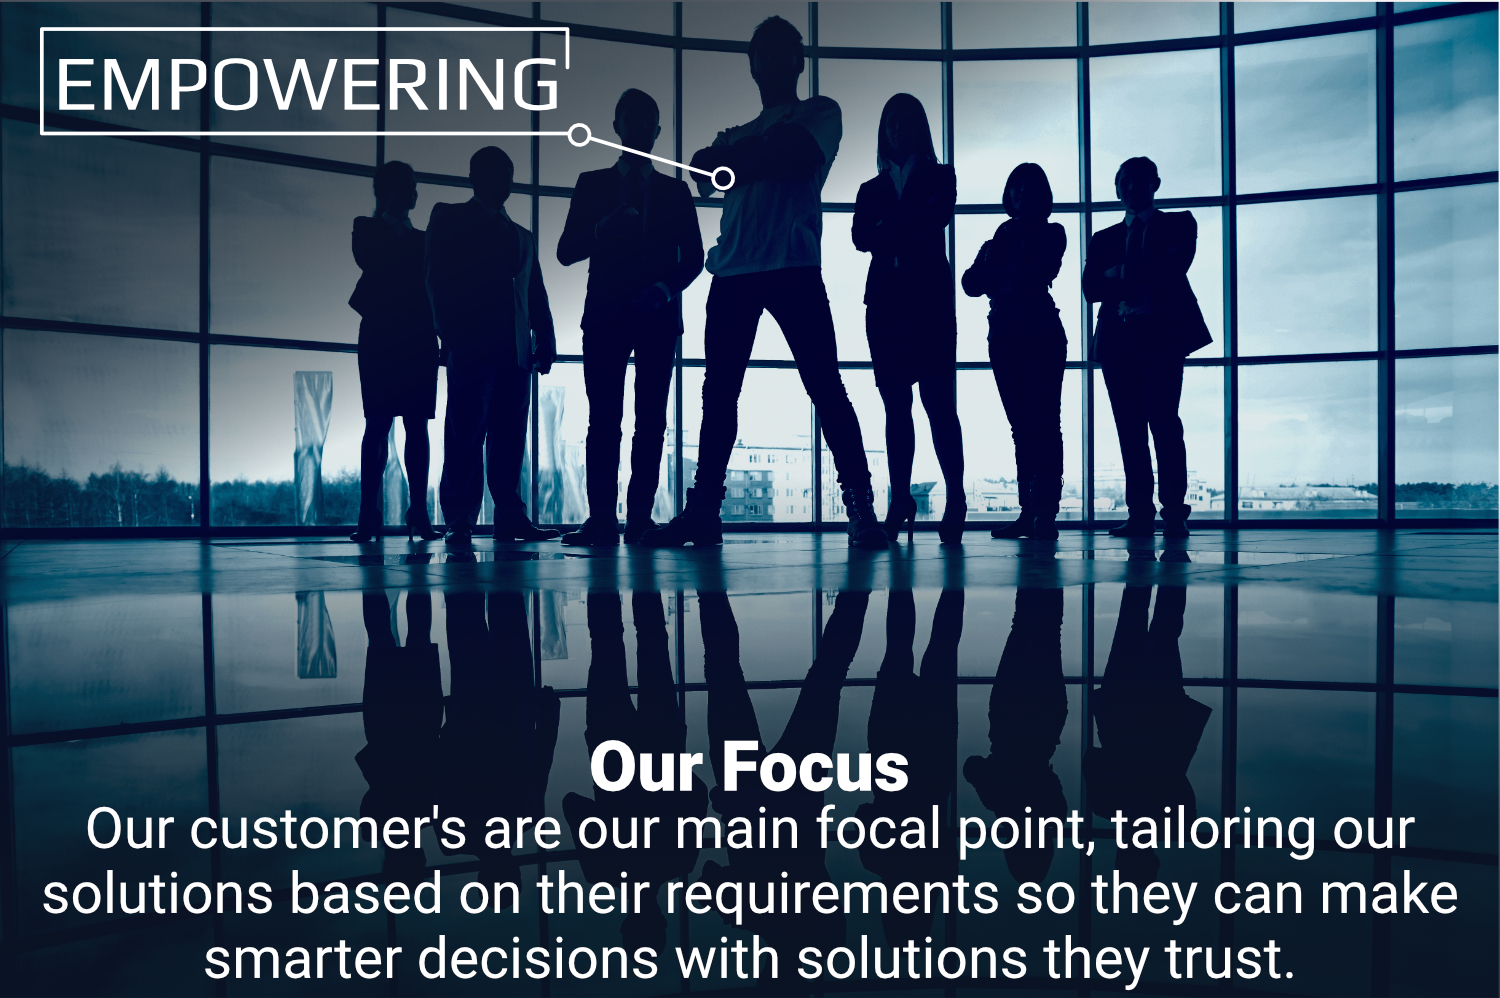 EMPOWERING
Our Focus
Our customer's are our main focal point, tailoring our
solutions based on their requirements so they can make
smarter decisions with solutions they trust.